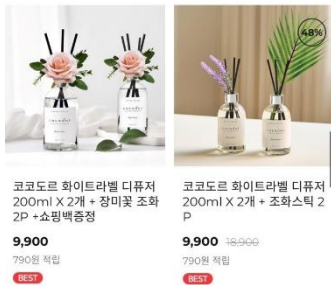 48%
코코도르 화이트라벨 디퓨저
200ml X 2개 + 장미꽃 조화
2P +쇼핑백증정
9,900
790원 적립
BEST
코코도르 화이트라벨 디퓨저
200ml X 2개 + 조화스틱 2
P
9,900 18,900
790원 적립
BEST